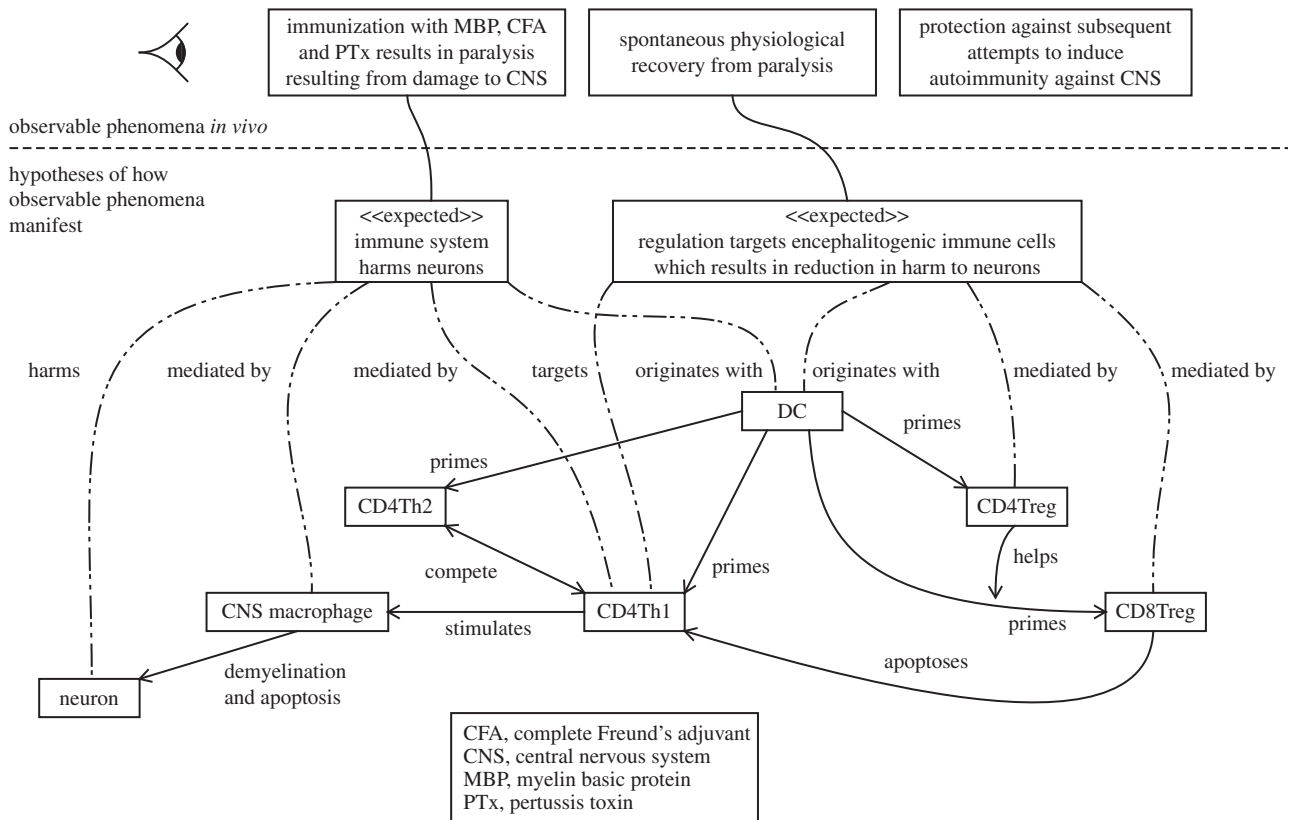 immunization with MBP, CFA
and PTx results in paralysis
resulting from damage to CNS
spontaneous physiological
recovery from paralysis
protection against subsequent
attempts to induce
autoimmunity against CNS
observable phenomena in vivo
hypotheses of how
observable phenomena
manifest
<<expected>>
immune system
harms neurons
<<expected>>
regulation targets encephalitogenic immune cells
which results in reduction in harm to neurons
harms
mediated by
mediated by
targets
originates with
originates with
mediated by
mediated by
DC
primes
primes
CD4Th2
CD4Treg
helps
compete
primes
CNS macrophage
stimulates
CD4Th1
primes
CD8Treg
apoptoses
neuron
demyelination
and apoptosis
CFA, complete Freund's adjuvant
CNS, central nervous system
MBP, myelin basic protein
PTx, pertussis toxin